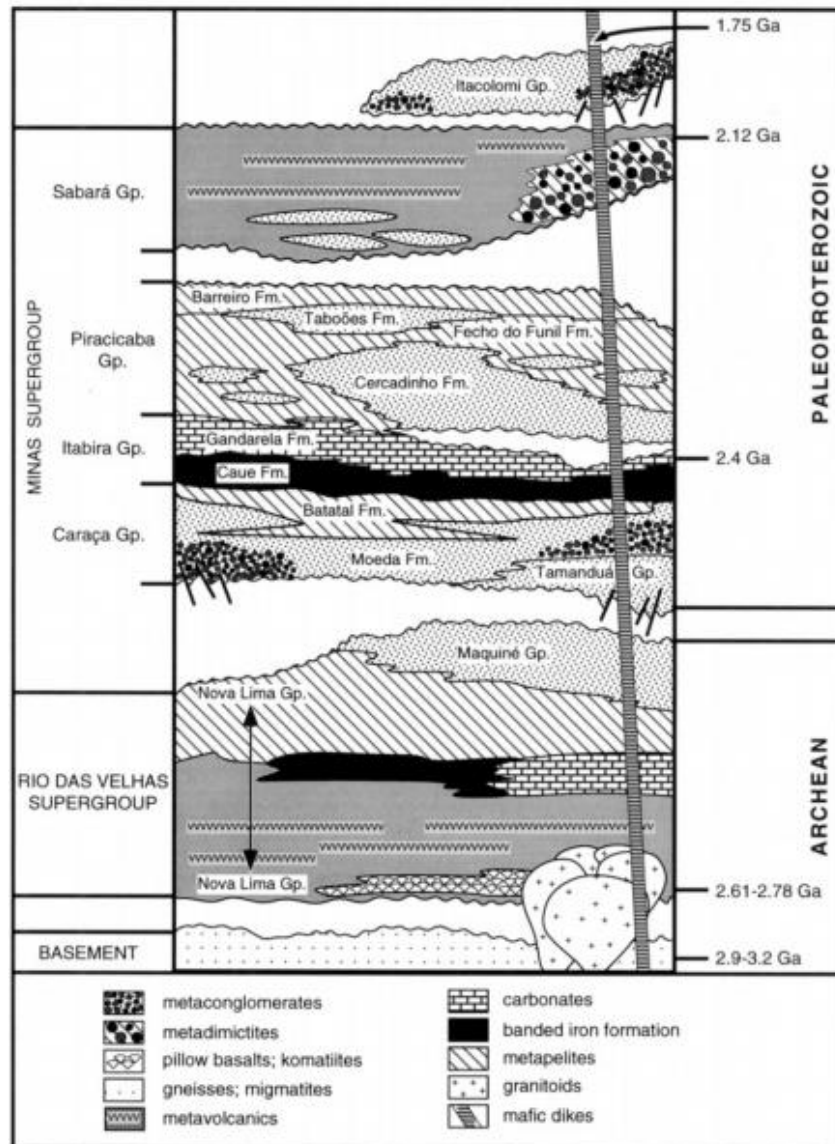 1.75 Ga
Itacolomi Gp.
2.12 Ga
Sabará Gp.
PALEOPROTEROZOIC
MINAS SUPERGROUP
Barreiro Fm.
Taboões Fm.
Fecho do Funil Fm.
Piracicaba
Gp.
Cercadinho Fm.
Itabira Gp.
Gandarela Fm.
2.4 Ga
Caue Fm.
Batatal Fm.
Caraça Gp.
Moeda Fm.
Tamanduá Gp.
Maquiné Gp.
Nova Lima Gp.
RIO DAS VELHAS
SUPERGROUP
ARCHEAN
Nova Lima Gp.
2.61-2.78 Ga
BASEMENT
2.9-3.2 Ga
metaconglomerates
metadimictites
pillow basalts; komatiites
gneisses; migmatites
metavolcanics
carbonates
banded iron formation
metapelites
granitoids
mafic dikes